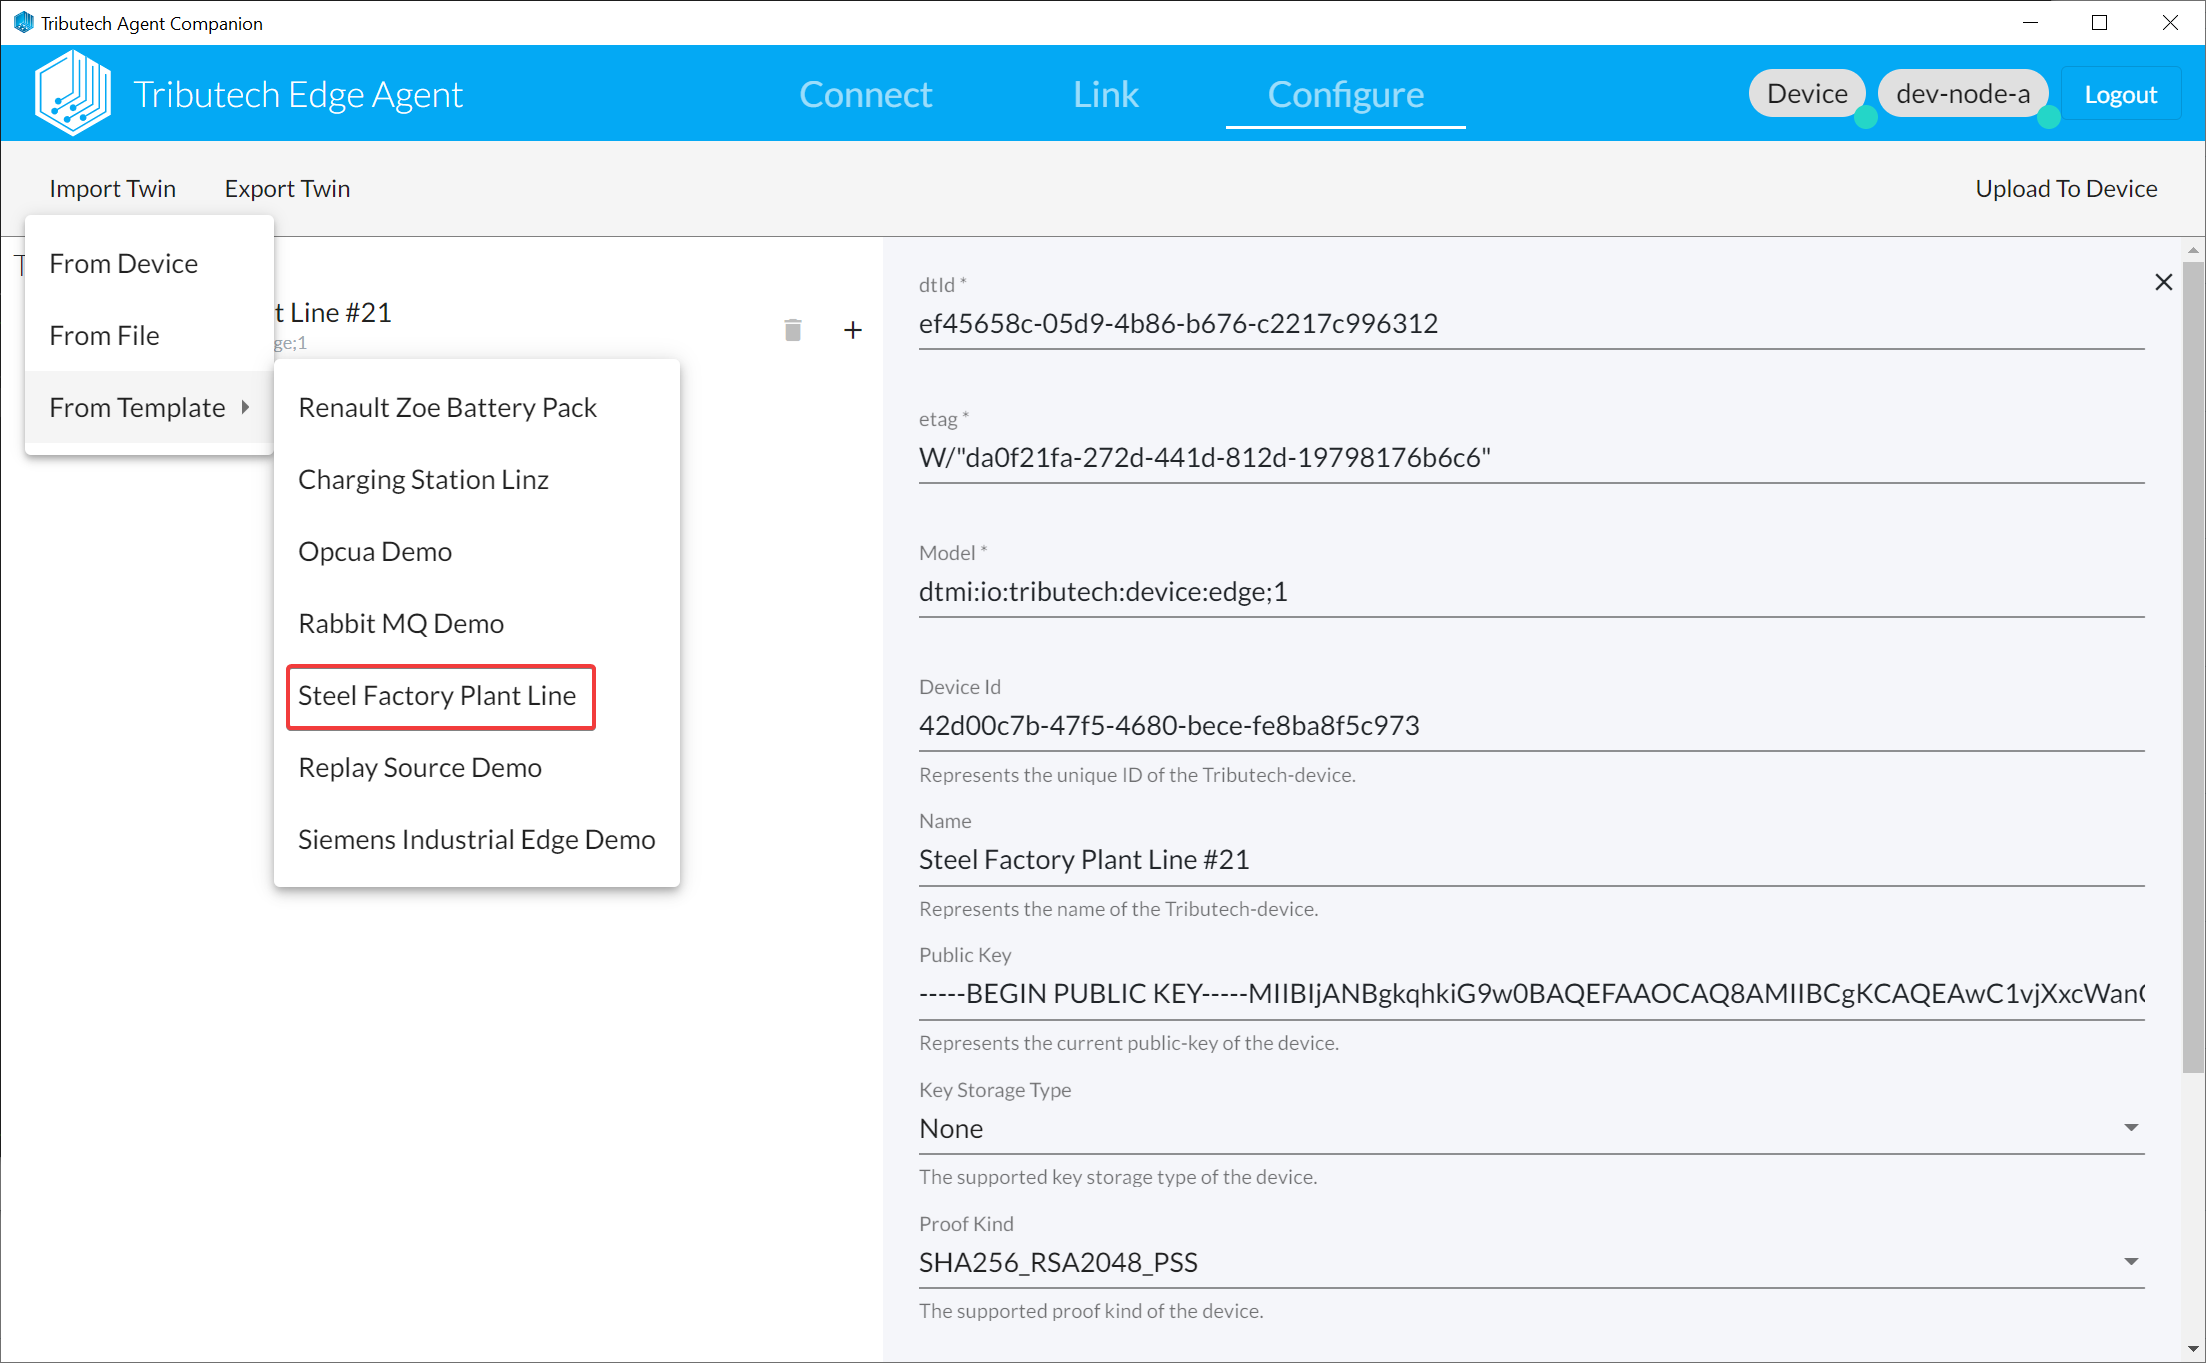 Tributech Agent Companion
Tributech Edge Agent
Connect
Link
Configure
Device
dev-node-a
Logout
Import Twin
Export Twin
Upload To Device
From Device
From File
From Template
t Line #21
ge;1
Renault Zoe Battery Pack
Charging Station Linz
Opcua Demo
Rabbit MQ Demo
Steel Factory Plant Line
Replay Source Demo
Siemens Industrial Edge Demo
dtId *
ef45658c-05d9-4b86-b676-c2217c996312
etag *
W/"da0f21fa-272d-441d-812d-19798176b6c6"
Model *
dtmi:io:tributech:device:edge;1
Device Id
42d00c7b-47f5-4680-bece-fe8ba8f5c973
Represents the unique ID of the Tributech-device.
Name
Steel Factory Plant Line #21
Represents the name of the Tributech-device.
Public Key
-----BEGIN PUBLIC KEY-----MIIBIjANBgkqhkiG9w0BAQEFAAOCAQ8AMIIBCgKCAQEAwC1vjXxcWan
Represents the current public-key of the device.
Key Storage Type
None
The supported key storage type of the device.
Proof Kind
SHA256_RSA2048_PSS
The supported proof kind of the device.